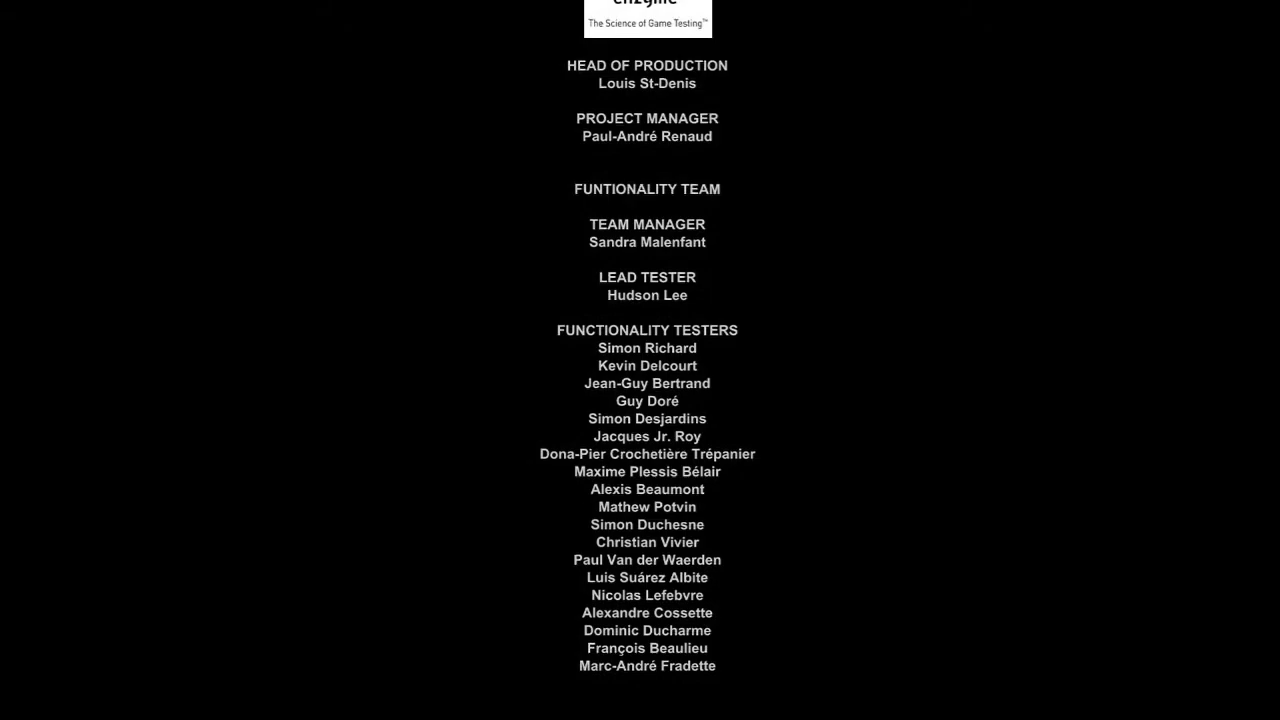 enzyme
The Science of Game Testing™
HEAD OF PRODUCTION
Louis St-Denis
PROJECT MANAGER
Paul-André Renaud
FUNTIONALITY TEAM
TEAM MANAGER
Sandra Malenfant
LEAD TESTER
Hudson Lee
FUNCTIONALITY TESTERS
Simon Richard
Kevin Delcourt
Jean-Guy Bertrand
Guy Doré
Simon Desjardins
Jacques Jr. Roy
Dona-Pier Crochetière Trépanier
Maxime Plessis Bélair
Alexis Beaumont
Mathew Potvin
Simon Duchesne
Christian Vivier
Paul Van der Waerden
Luis Suárez Albite
Nicolas Lefebvre
Alexandre Cossette
Dominic Ducharme
François Beaulieu
Marc-André Fradette